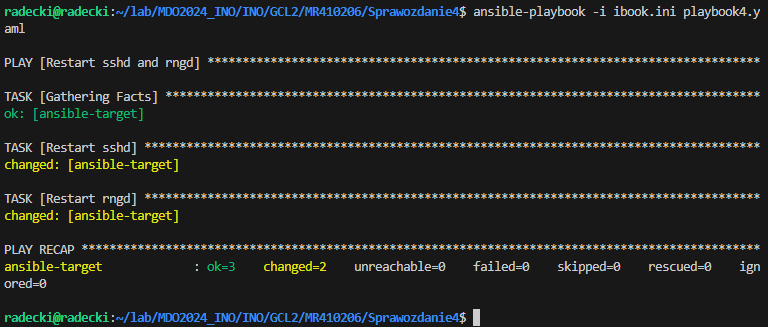 radecki@radecki:~/lab/MDO2024_INO/INO/GCL2/MR410206/Sprawozdanie4$ ansible-playbook -i ibook.ini playbook4.y
aml
PLAY [Restart sshd and rngd] ******************************************************************************
TASK [Gathering Facts] ************************************************************************************
ok: [ansible-target]
TASK [Restart sshd] ***************************************************************************************
changed: [ansible-target]
TASK [Restart rngd] ***************************************************************************************
changed: [ansible-target]
PLAY RECAP ************************************************************************************************
ansible-target             : ok=3    changed=2    unreachable=0    failed=0    skipped=0    rescued=0    ign
ored=0
radecki@radecki:~/lab/MDO2024_INO/INO/GCL2/MR410206/Sprawozdanie4$